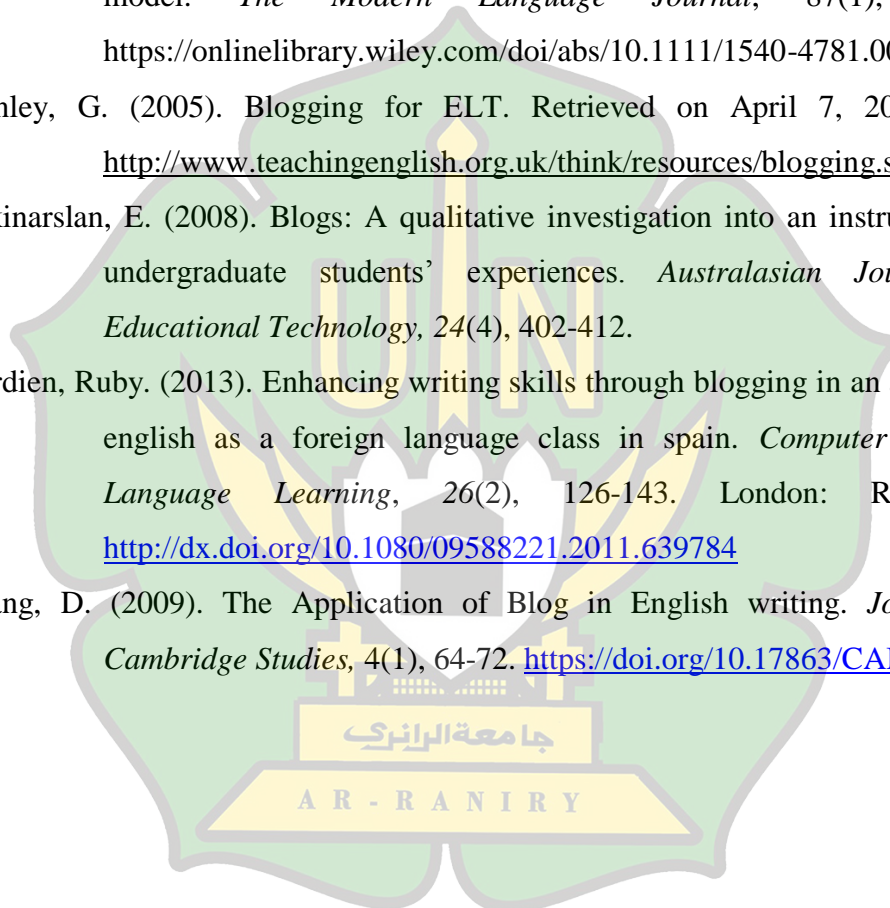 model. The Modern Language Journal, 87(1),
https://onlinelibrary.wiley.com/doi/abs/10.1111/1540-4781.00
nley, G. (2005). Blogging for ELT. Retrieved on April 7, 20
http://www.teachingenglish.org.uk/think/resources/blogging.s
kinarslan, E. (2008). Blogs: A qualitative investigation into an instru
undergraduate students’ experiences. Australasian Jou
Educational Technology, 24(4), 402-412.
rdien, Ruby. (2013). Enhancing writing skills through blogging in an
english as a foreign language class in spain. Computer
Language Learning, 26(2), 126-143. London: R
http://dx.doi.org/10.1080/09588221.2011.639784
ang, D. (2009). The Application of Blog in English writing. Jo
Cambridge Studies, 4(1), 64-72. https://doi.org/10.17863/CA
UIN
جامعة الرانري
AR-RANIRY